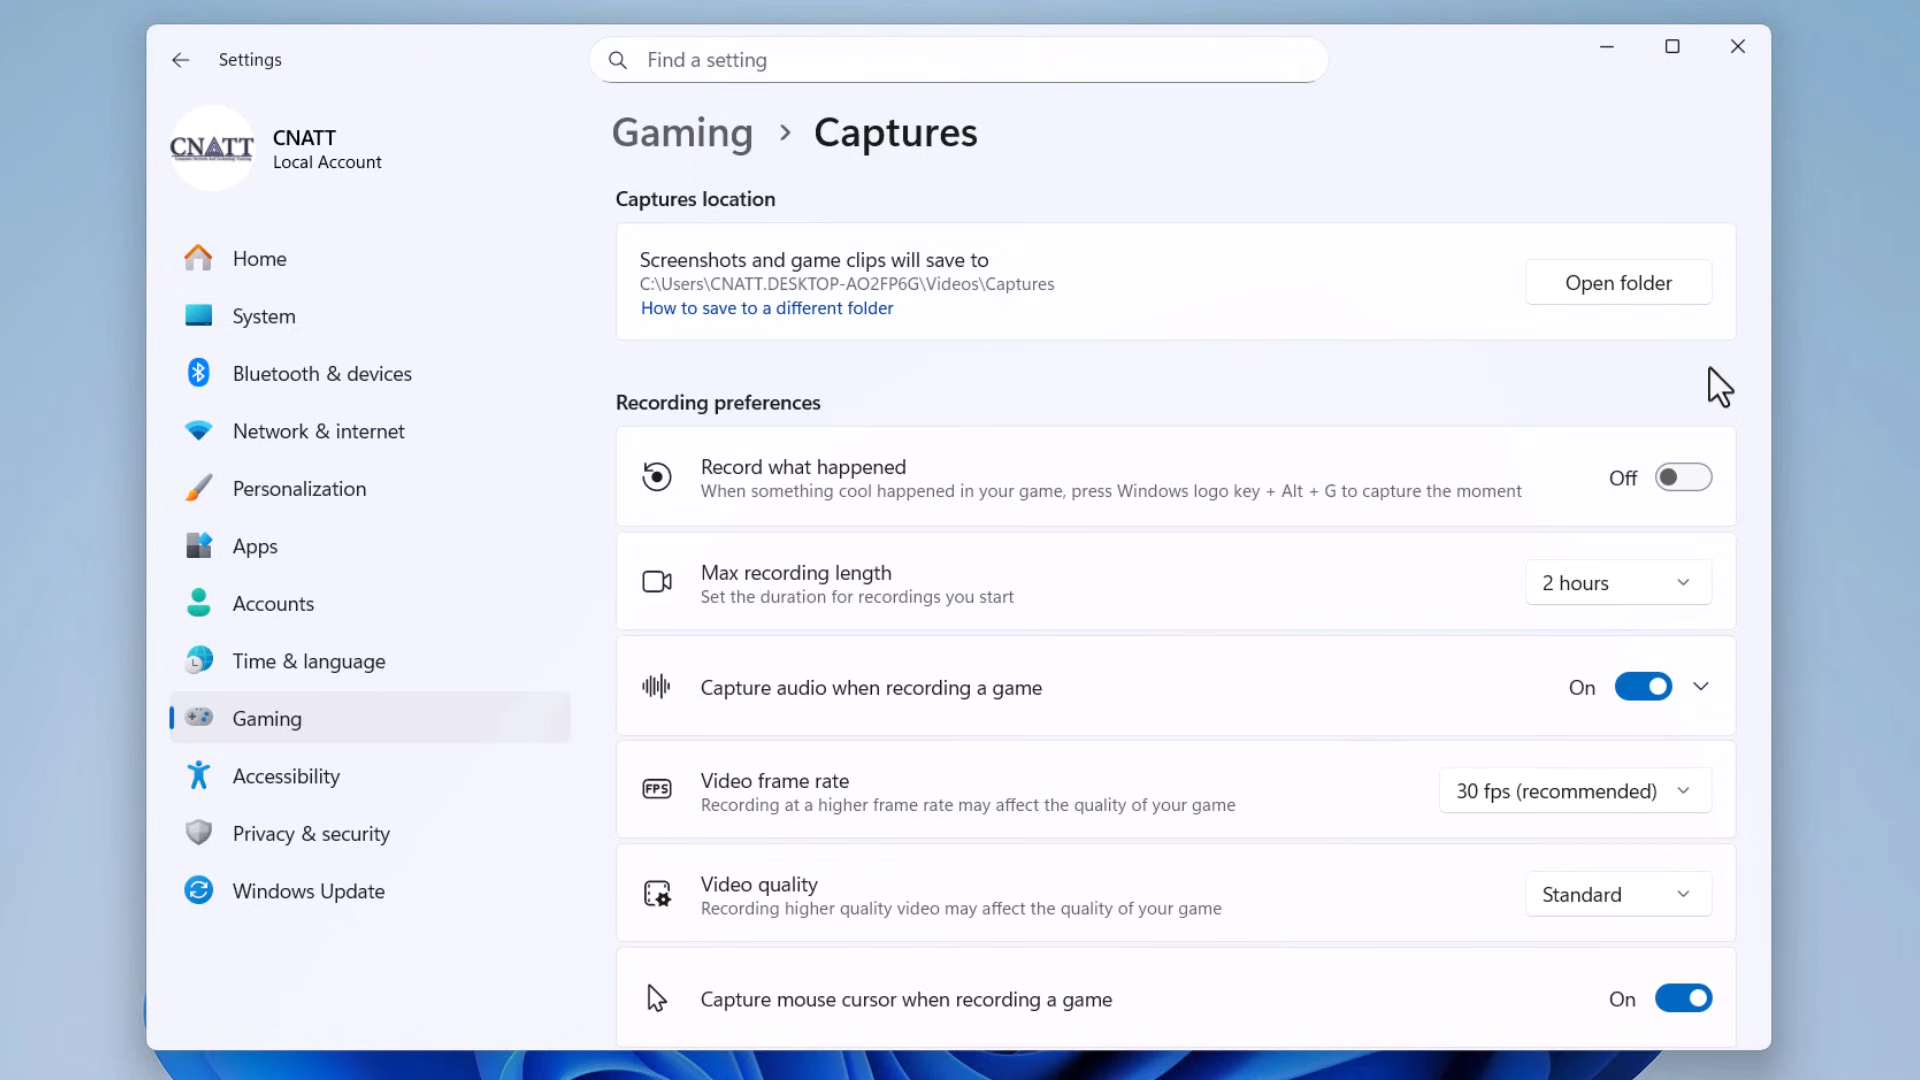 Settings
Find a setting
CNATT
CNATT
Local Account
Home
System
Bluetooth & devices
Network & internet
Personalization
Apps
Accounts
Time & language
Gaming
Accessibility
Privacy & security
Windows Update
Gaming > Captures
Captures location
Screenshots and game clips will save to
C:\Users\CNATT.DESKTOP-AO2FP6G\Videos\Captures
How to save to a different folder
Open folder
Recording preferences
Record what happened
When something cool happened in your game, press Windows logo key + Alt + G to capture the moment
Off
Max recording length
Set the duration for recordings you start
2 hours
Capture audio when recording a game
On
FPS
Video frame rate
Recording at a higher frame rate may affect the quality of your game
30 fps (recommended)
Video quality
Recording higher quality video may affect the quality of your game
Standard
Capture mouse cursor when recording a game
On